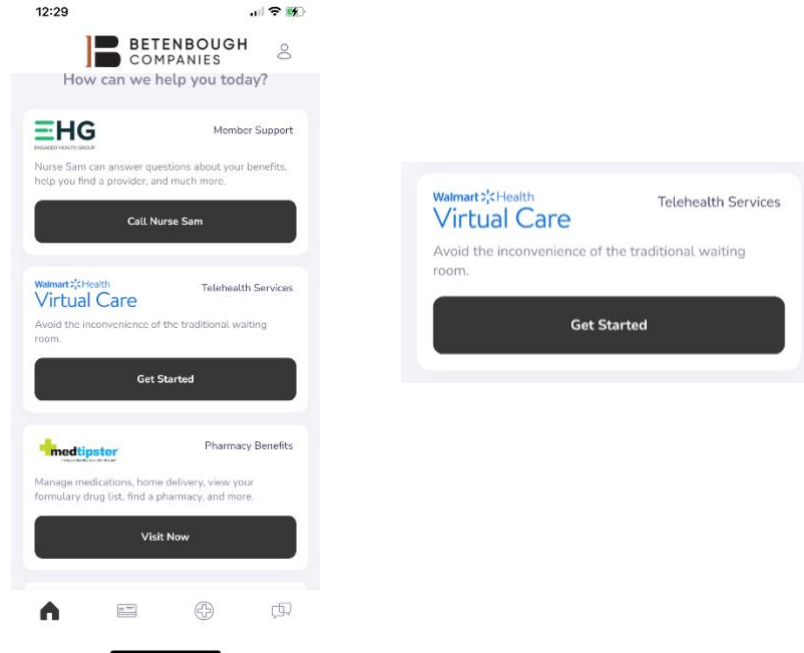 12:29
BETENBOUGH
COMPANIES
How can we help you today?
EHG
ENGAGED HEALTH GROUP
Member Support
Nurse Sam can answer questions about your benefits,
help you find a provider, and much more.
Call Nurse Sam
Walmart Health
Virtual Care
Telehealth Services
Avoid the inconvenience of the traditional waiting
room.
Get Started
medtipster
Pharmacy Benefits
Manage medications, home delivery, view your
formulary drug list, find a pharmacy, and more.
Visit Now
Walmart Health
Virtual Care
Telehealth Services
Avoid the inconvenience of the traditional waiting
room.
Get Started